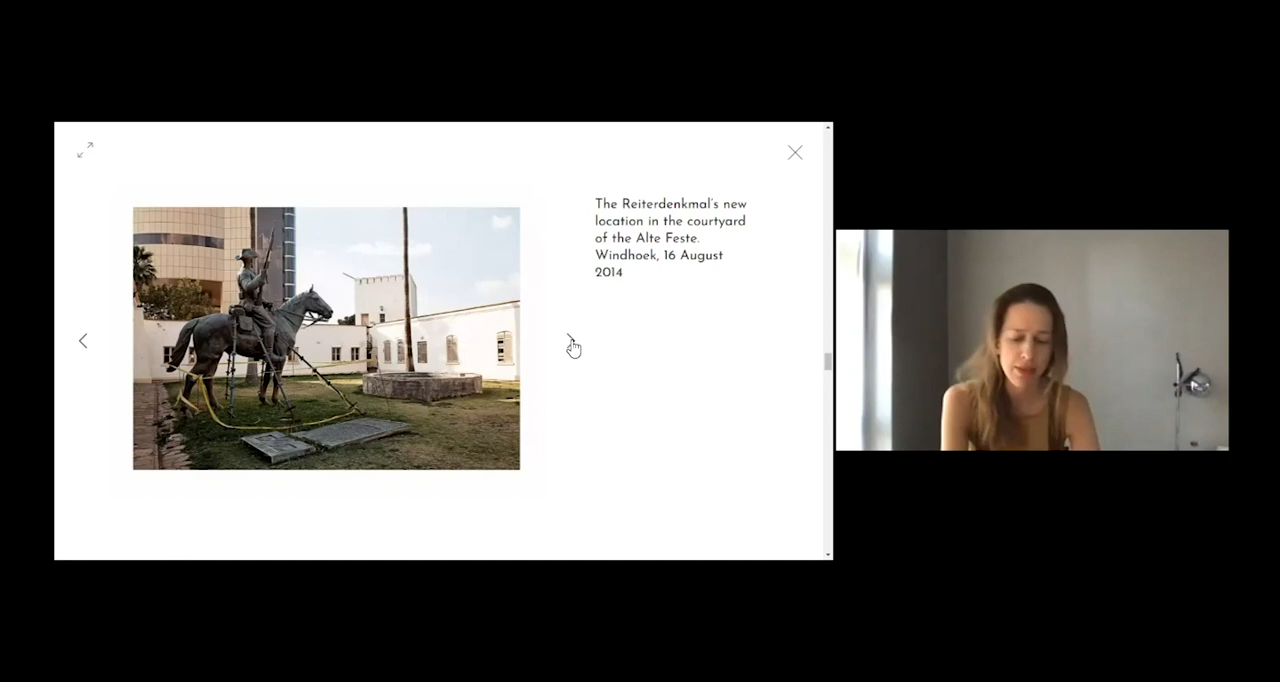 The Reiterdenkmal's new
location in the courtyard
of the Alte Feste.
Windhoek, 16 August
2014